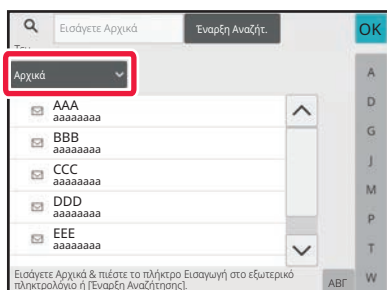 Εισάγετε Αρχικά
Έναρξη Αναζήτ.
OK
Αρχικά
A
D
G
J
M
P
T
W
AAA
aaaaaaaa
BBB
aaaaaaaa
CCC
aaaaaaaa
DDD
aaaaaaaa
EEE
aaaaaaaa
Εισάγετε Αρχικά & πιέστε το πλήκτρο Εισαγωγή στο εξωτερικό
πληκτρολόγιο ή [Έναρξη Αναζήτησης].
ΑΒΓ